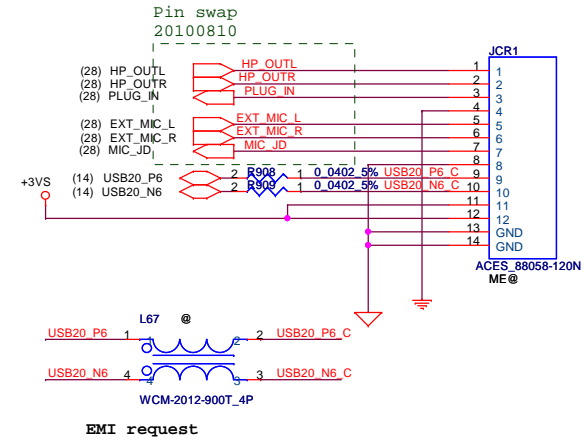 Pin swap
20100810
JCR1
(28) HP_OUTL HP_OUTL 1 1
(28) HP_OUTR HP_OUTR 2 2
(28) PLUG_IN PLUG_IN 3 3
4 4
(28) EXT_MIC_L EXT_MIC_L 5 5
(28) EXT_MIC_R EXT_MIC_R 6 6
(28) MIC_JD MIC_JD 7 7
8 8
(14) USB20_P6 2 R908 1 0_0402_5% USB20_P6_C 9 9
(14) USB20_N6 2 R909 1 0_0402_5% USB20_N6_C 10 10
+3VS
11 11
12 12
13 GND
14 GND
ACES_88058-120N
ME@
L67 @
USB20_P6 1 1 2 2 USB20_P6_C
USB20_N6 4 4 3 3 USB20_N6_C
WCM-2012-900T_4P
EMI request